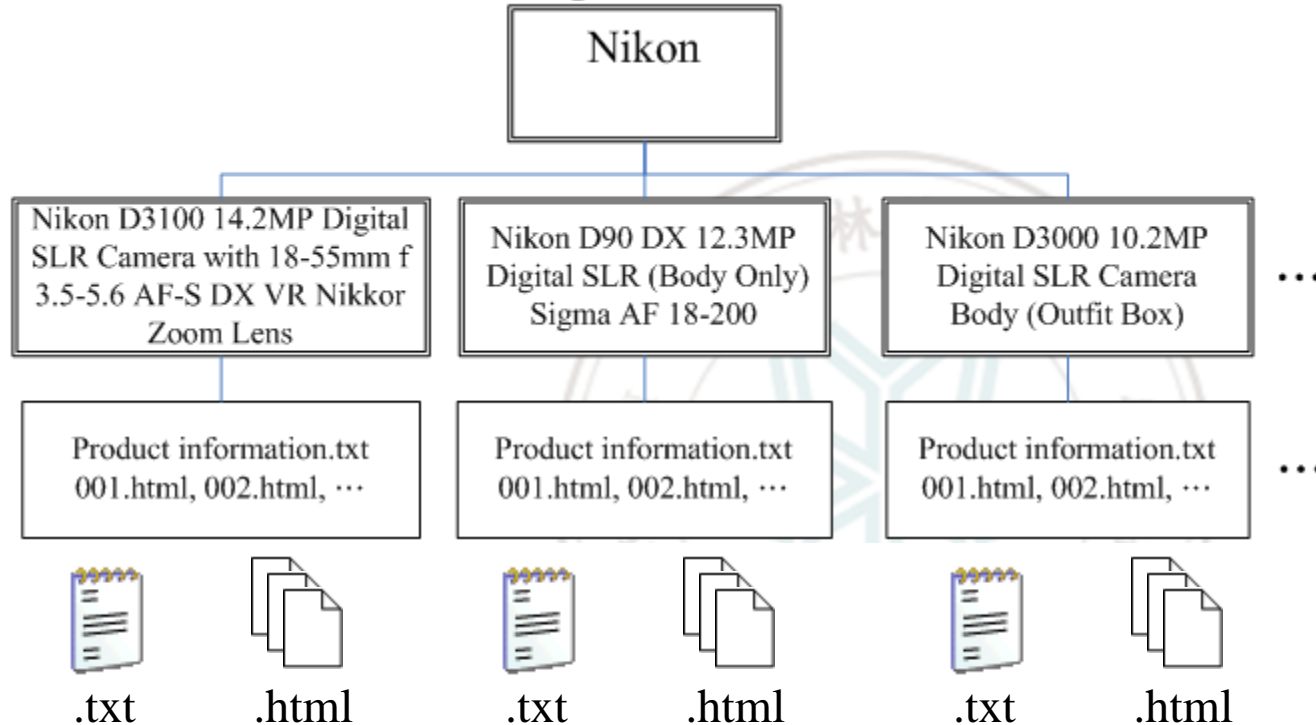 Nikon
Nikon D3100 14.2MP Digital
SLR Camera with 18-55mm f
3.5-5.6 AF-S DX VR Nikkor
Zoom Lens
Nikon D90 DX 12.3MP
Digital SLR (Body Only)
Sigma AF 18-200
Nikon D3000 10.2MP
Digital SLR Camera
Body (Outfit Box)
...
Product information.txt
001.html, 002.html, ...
Product information.txt
001.html, 002.html, ...
Product information.txt
001.html, 002.html, ...
...
.txt
.html
.txt
.html
.txt
.html